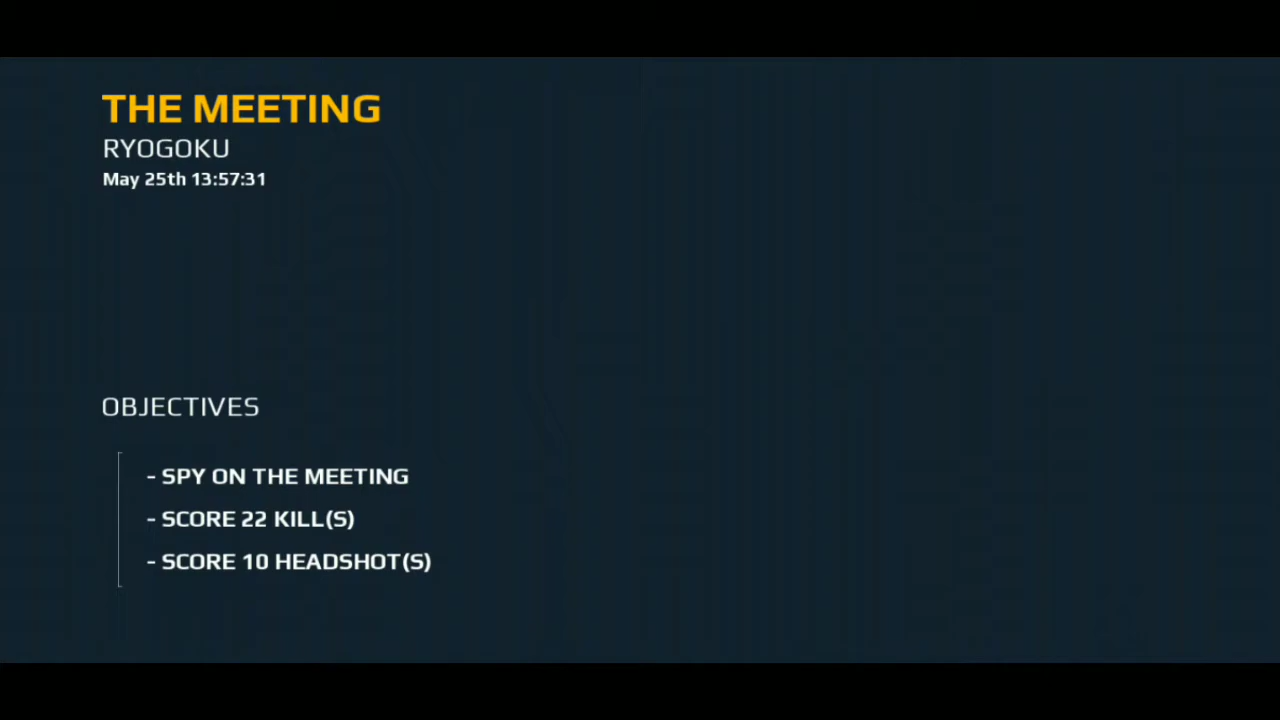 THE MEETING
RYOGOKU
May 25th 13:57:31
OBJECTIVES
- SPY ON THE MEETING
- SCORE 22 KILL(S)
- SCORE 10 HEADSHOT(S)